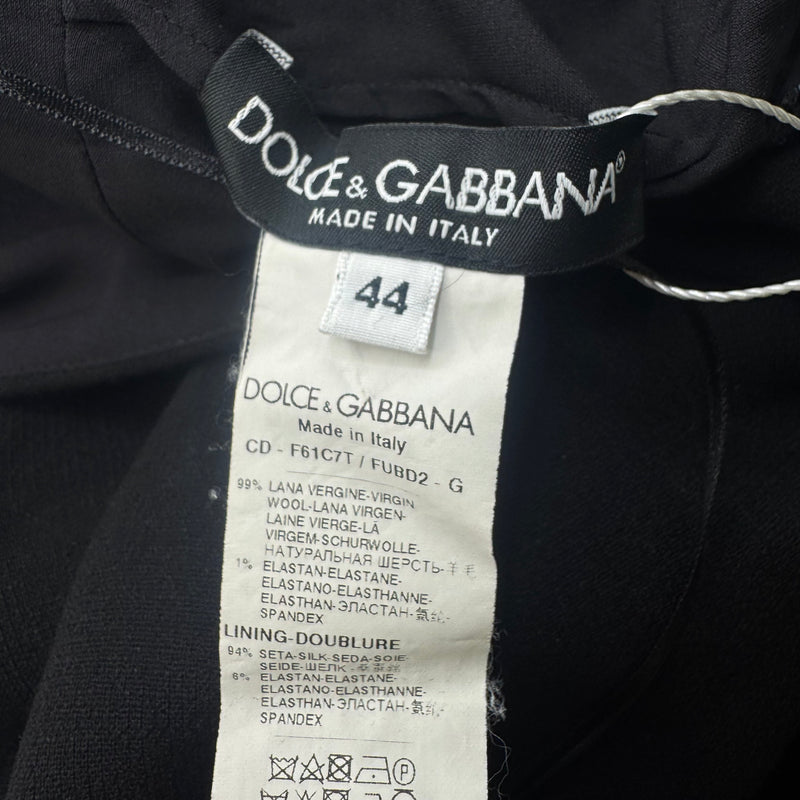 DOLCE & GABBANA®
MADE IN ITALY
44
DOLCE & GABBANA
Made in Italy
CD - F61C7T / FUBD2 - G
99% LANA VERGINE-VIRGIN
WOOL-LANA VIRGEN-
LAINE VIERGE-LÃ
VIRGEM-SCHURWOLLE-
НАТУРАЛЬНАЯ ШЕРСТЬ-羊毛
1% ELASTAN-ELASTANE-
ELASTANO-ELASTHANNE-
ELASTHAN-ЭЛАСТАН-氨纶-
SPANDEX
LINING-DOUBLURE
94% SETA-SILK-SEDA-SOIE-
SEIDE-ШЕЛК-
6% ELASTAN-ELASTANE-
ELASTANO-ELASTHANNE-
ELASTHAN-ЭЛАСТАН-氨纶-
SPANDEX